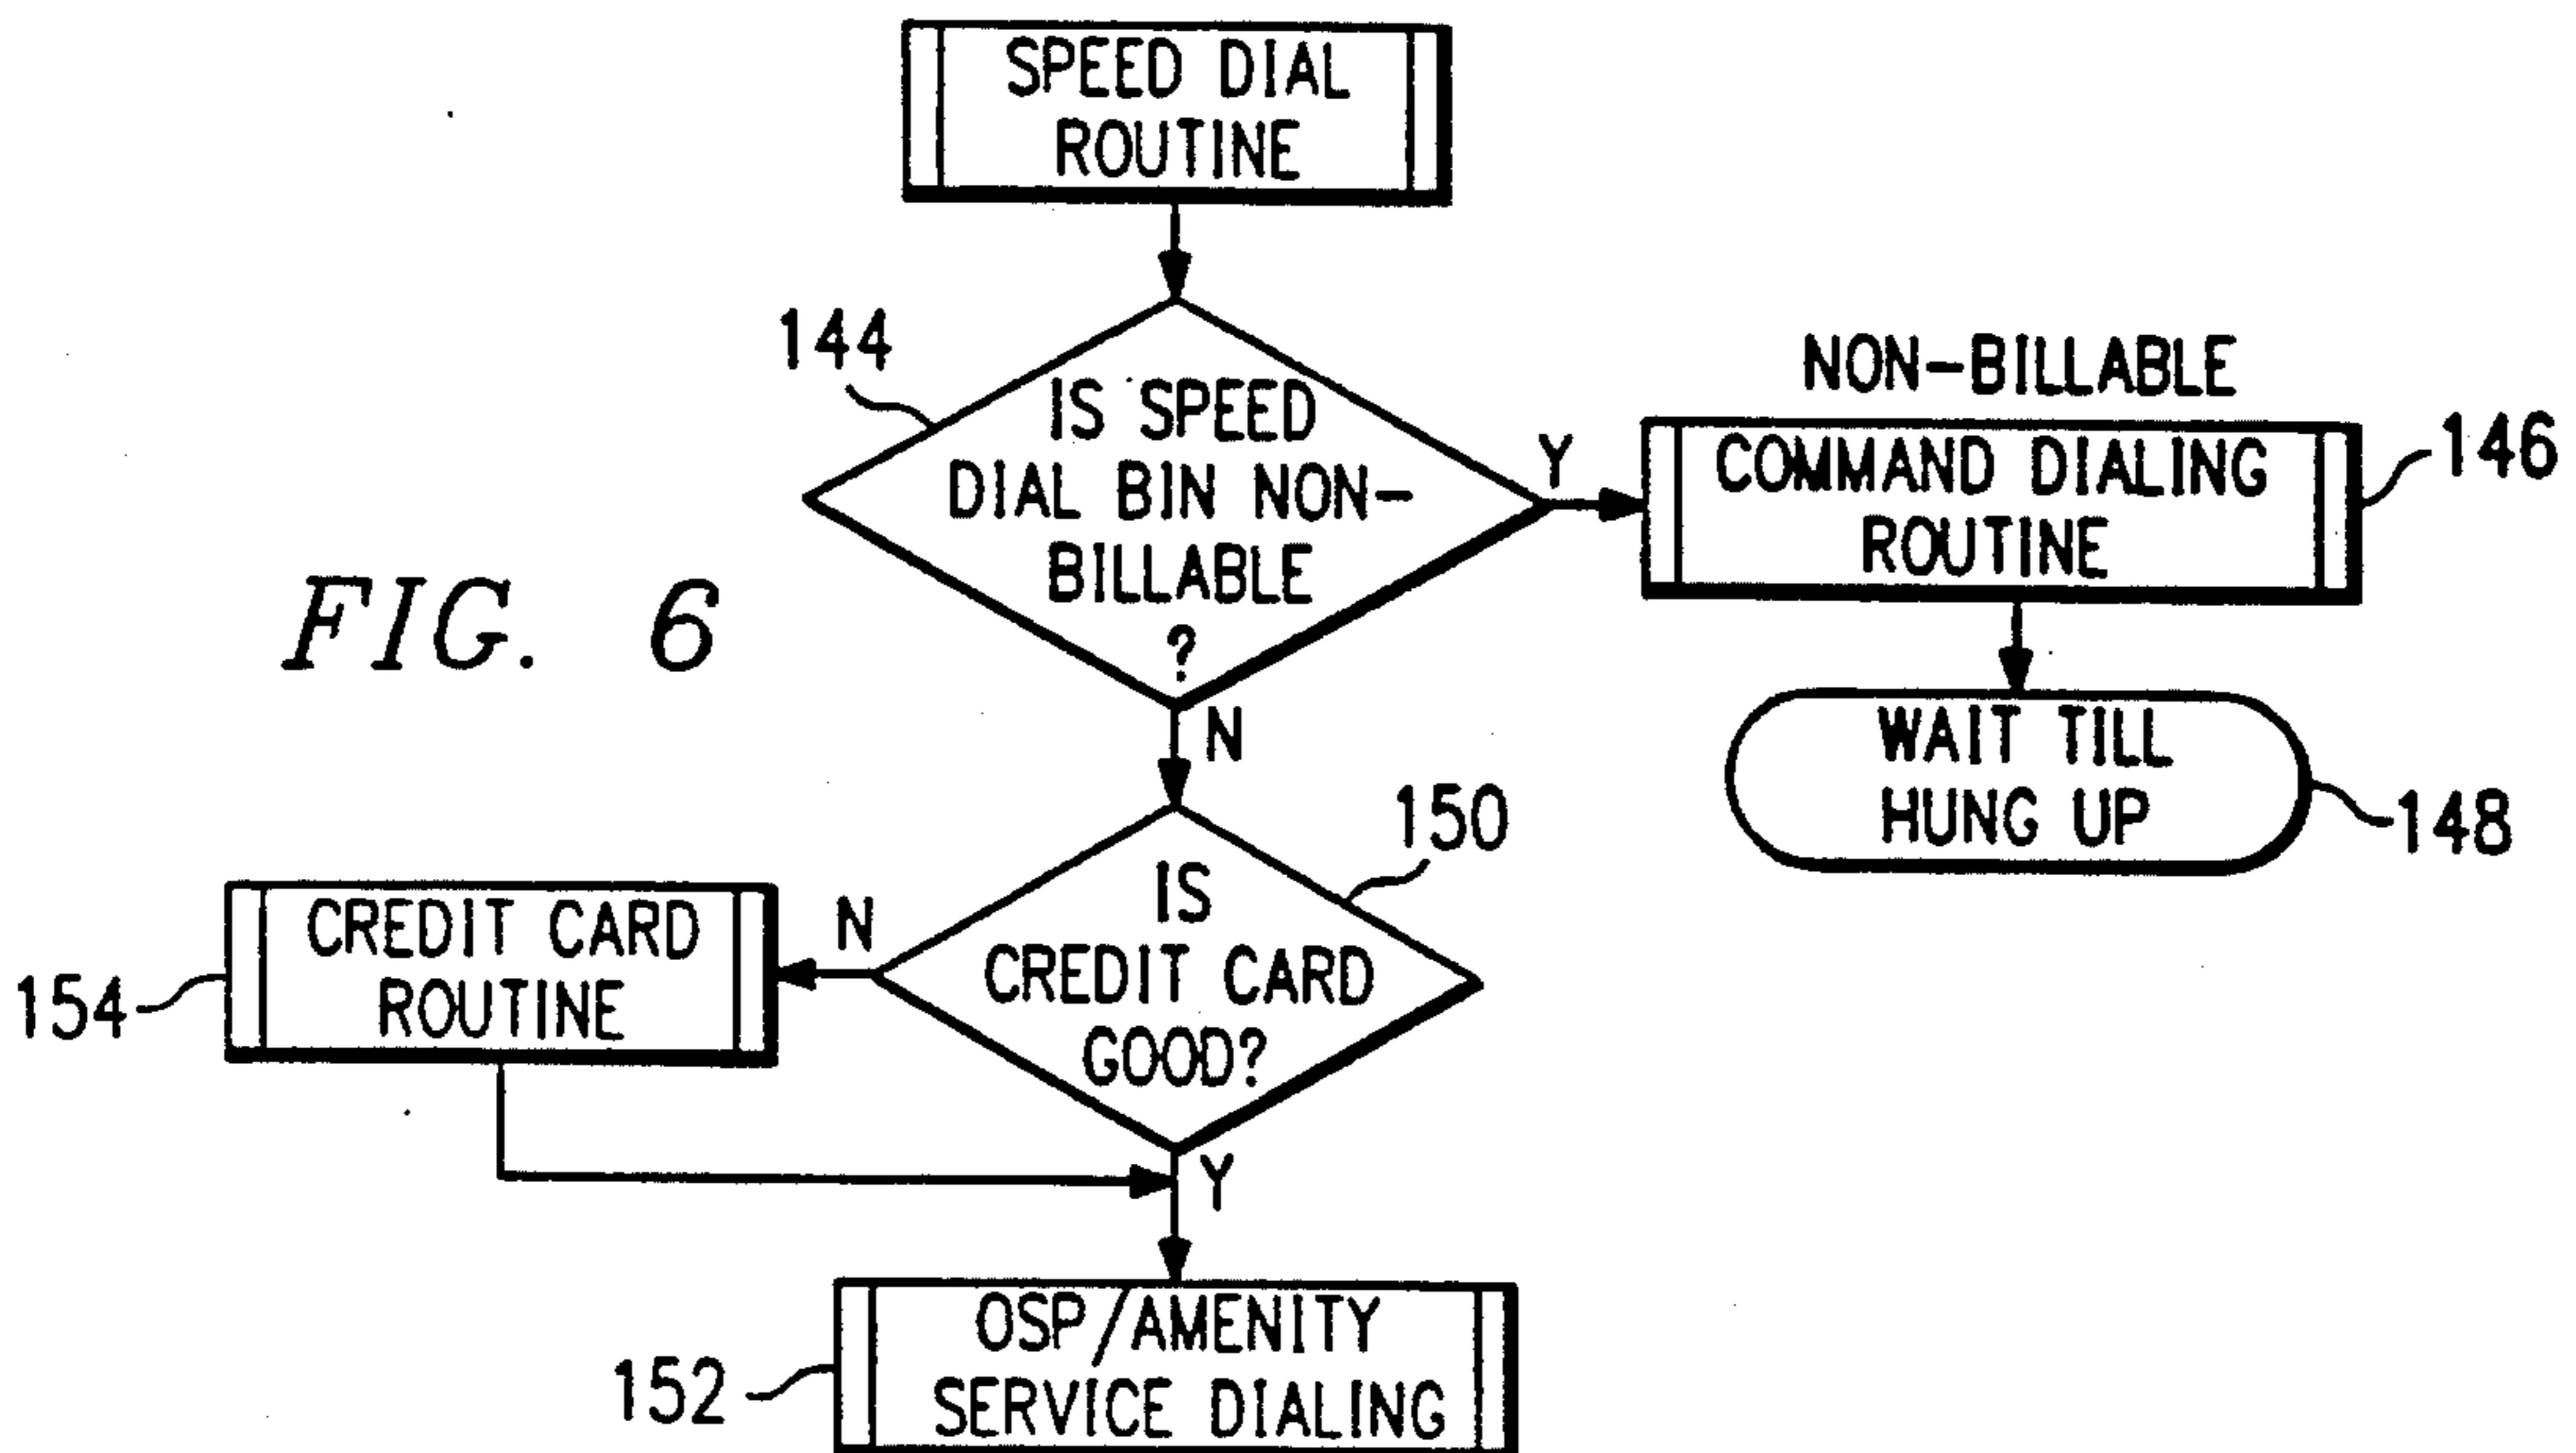 SPEED DIAL
ROUTINE
144
IS SPEED
DIAL BIN NON-
BILLABLE
?
Y
NON-BILLABLE
COMMAND DIALING
ROUTINE
146
FIG. 6
N
WAIT TILL
HUNG UP
148
150
IS
CREDIT CARD
GOOD?
N
CREDIT CARD
ROUTINE
154
Y
OSP/AMENITY
SERVICE DIALING
152